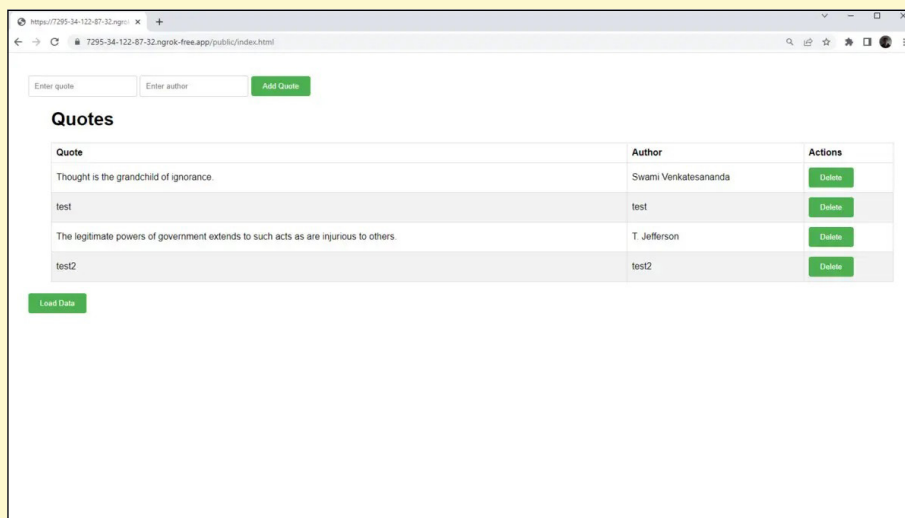 https://7295-34-122-87-32.ngro
7295-34-122-87-32.ngrok-free.app/public/index.html
Enter quote Enter author Add Quote
Quotes
Quote Author Actions
Thought is the grandchild of ignorance. Swami Venkatesananda Delete
test test Delete
The legitimate powers of government extends to such acts as are injurious to others. T. Jefferson Delete
test2 test2 Delete
Load Data